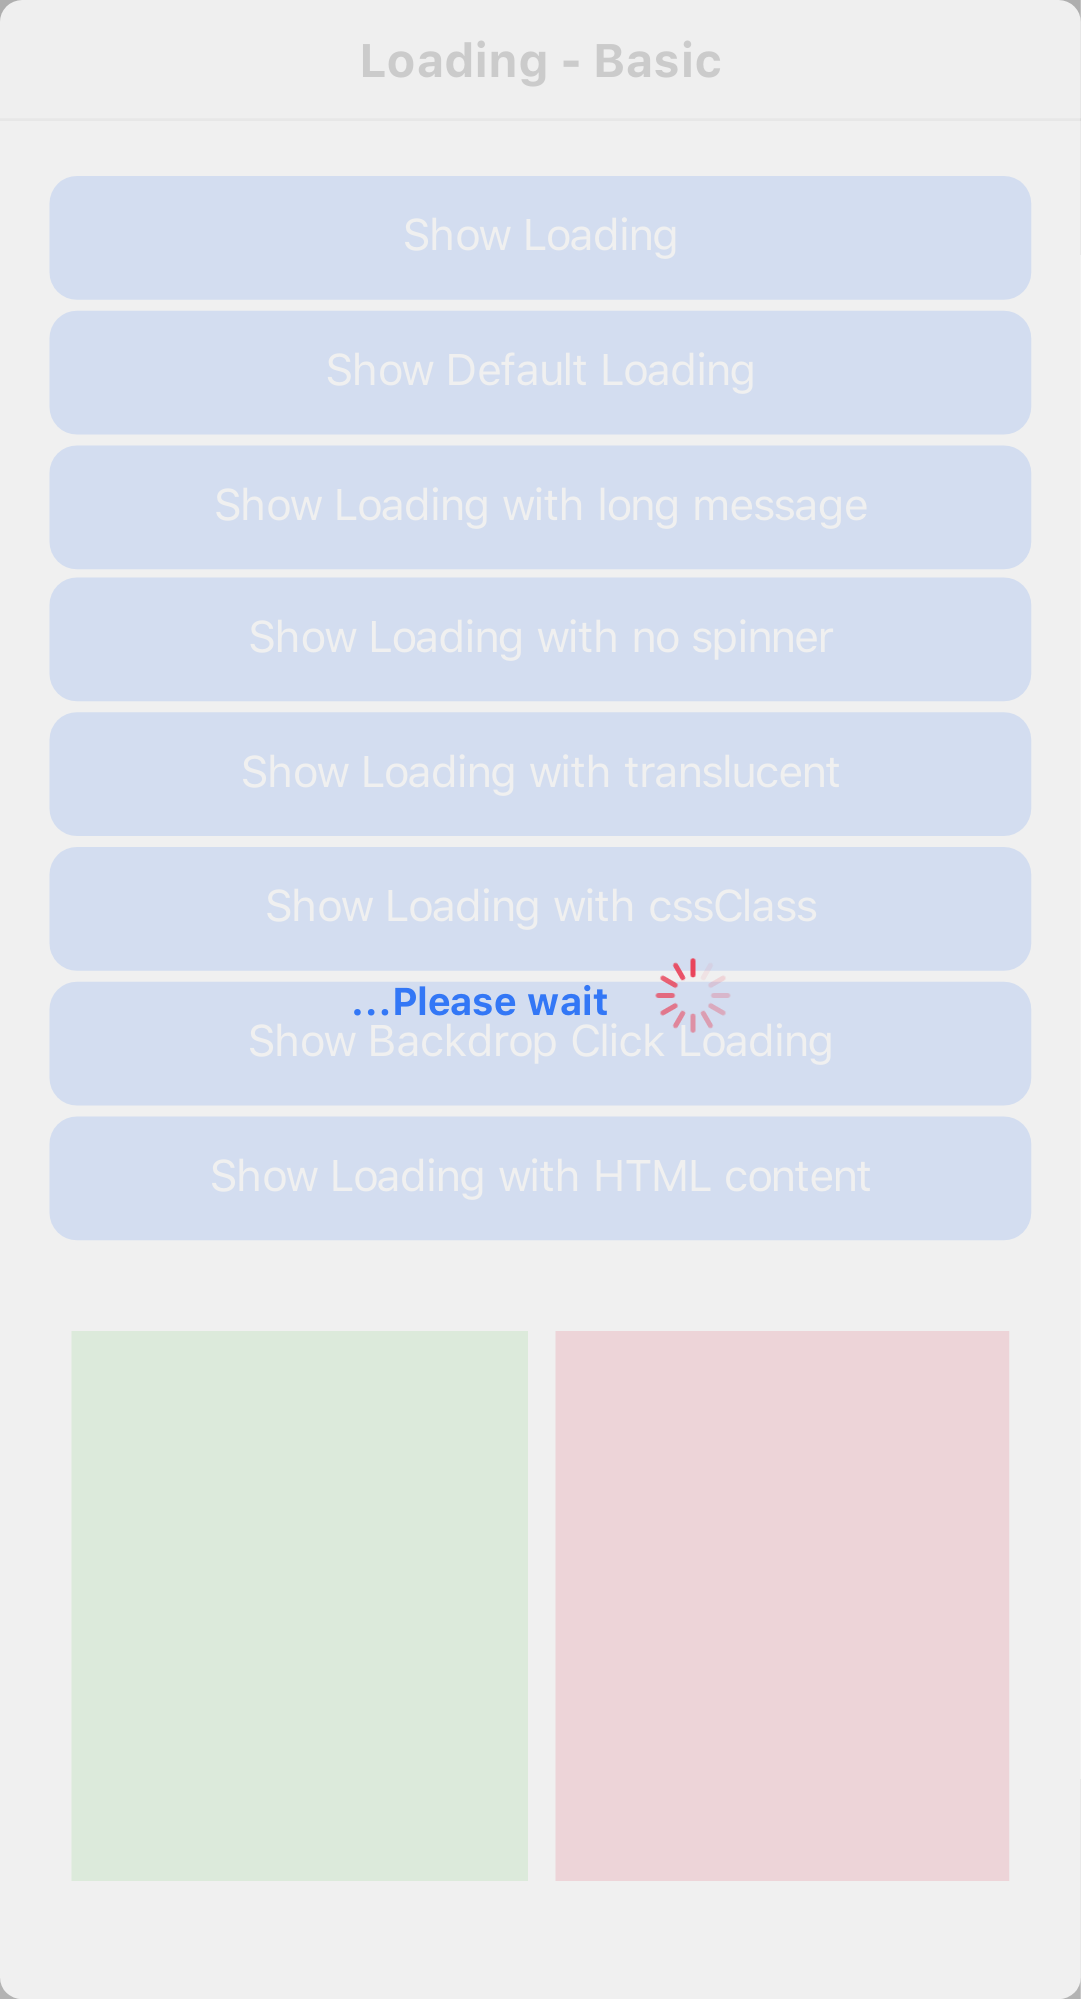 Loading - Basic
Show Loading
Show Default Loading
Show Loading with long message
Show Loading with no spinner
Show Loading with translucent
Show Loading with cssClass
...Please wait
Show Backdrop Click Loading
Show Loading with HTML content